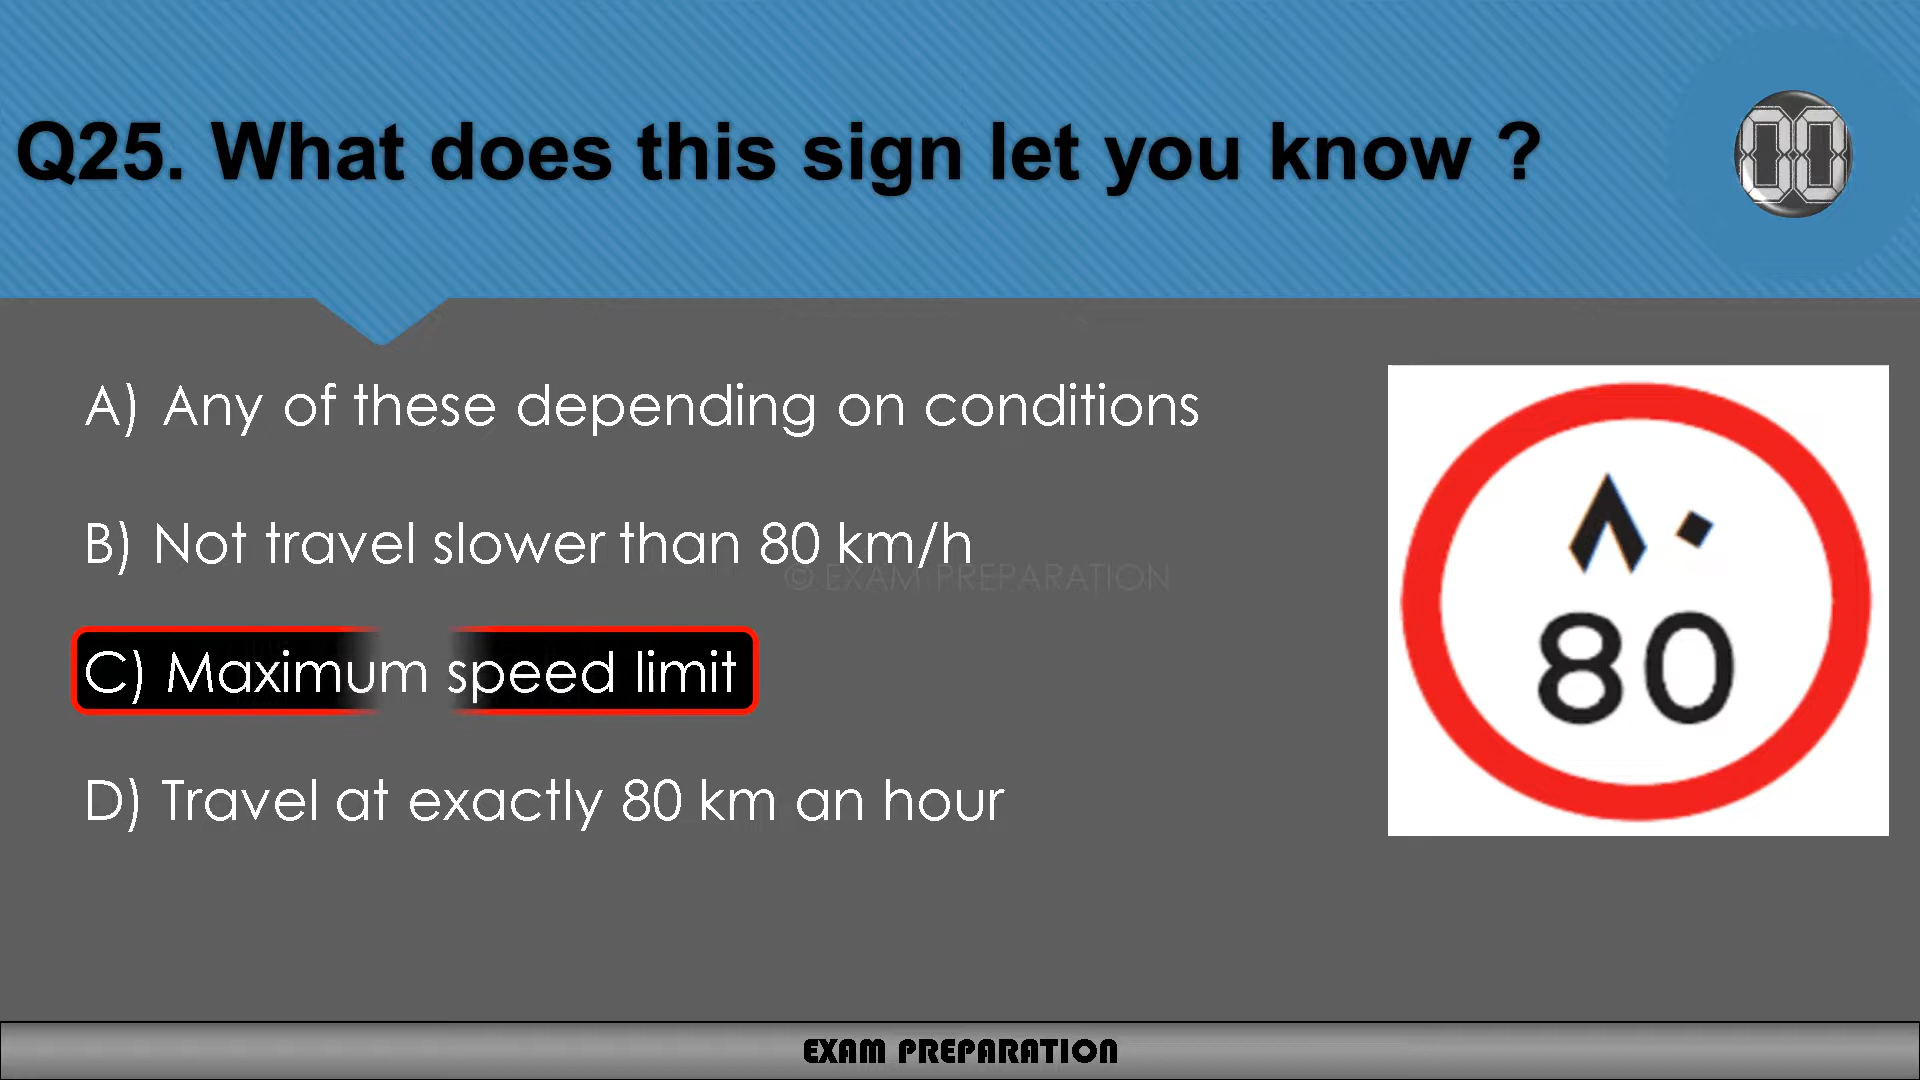 Q25. What does this sign let you know ?
00
A) Any of these depending on conditions
B) Not travel slower than 80 km/h
© EXAM PREPARATION
C) Maximum speed limit
D) Travel at exactly 80 km an hour
٨٠
80
EXAM PREPARATION